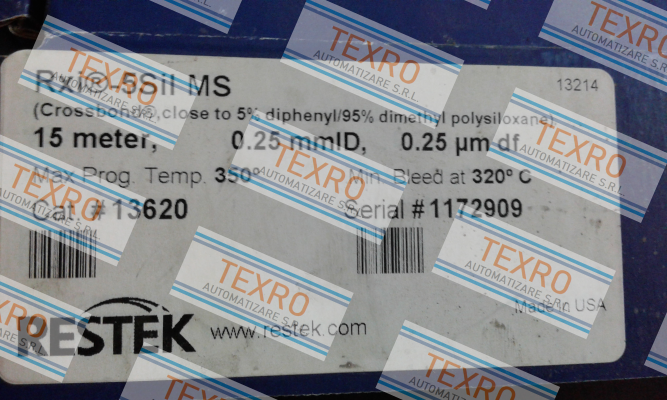 Rxi®-5Sil MS
13214
(Crossbond®, close to 5% diphenyl/95% dimethyl polysiloxane)
15 meter, 0.25 mmID, 0.25 µm df
Max Prog. Temp. 350°
Min. Bleed at 320° C
Cat. # 13620
Serial # 1172909
Made in USA
RESTEK www.restek.com
TEXRO
AUTOMATIZARE S.R.L.